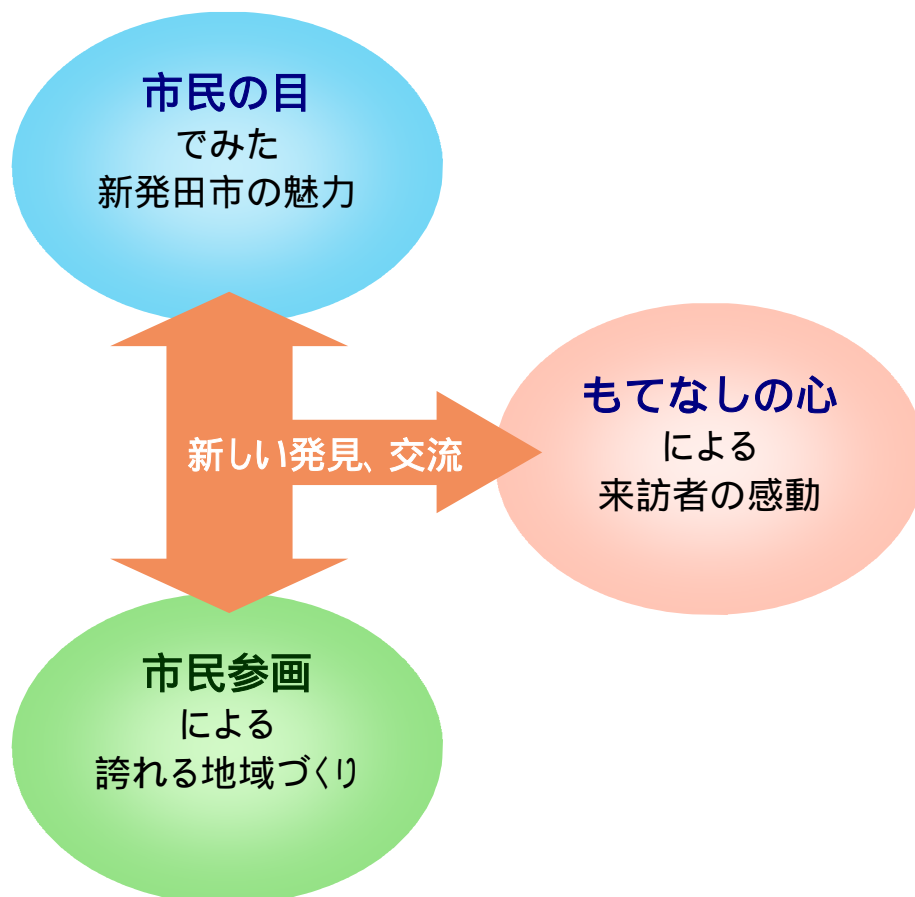 市民の目
でみた
新発田市の魅力
もてなしの心
による
来訪者の感動
新しい発見、交流
市民参画
による
誇れる地域づくり